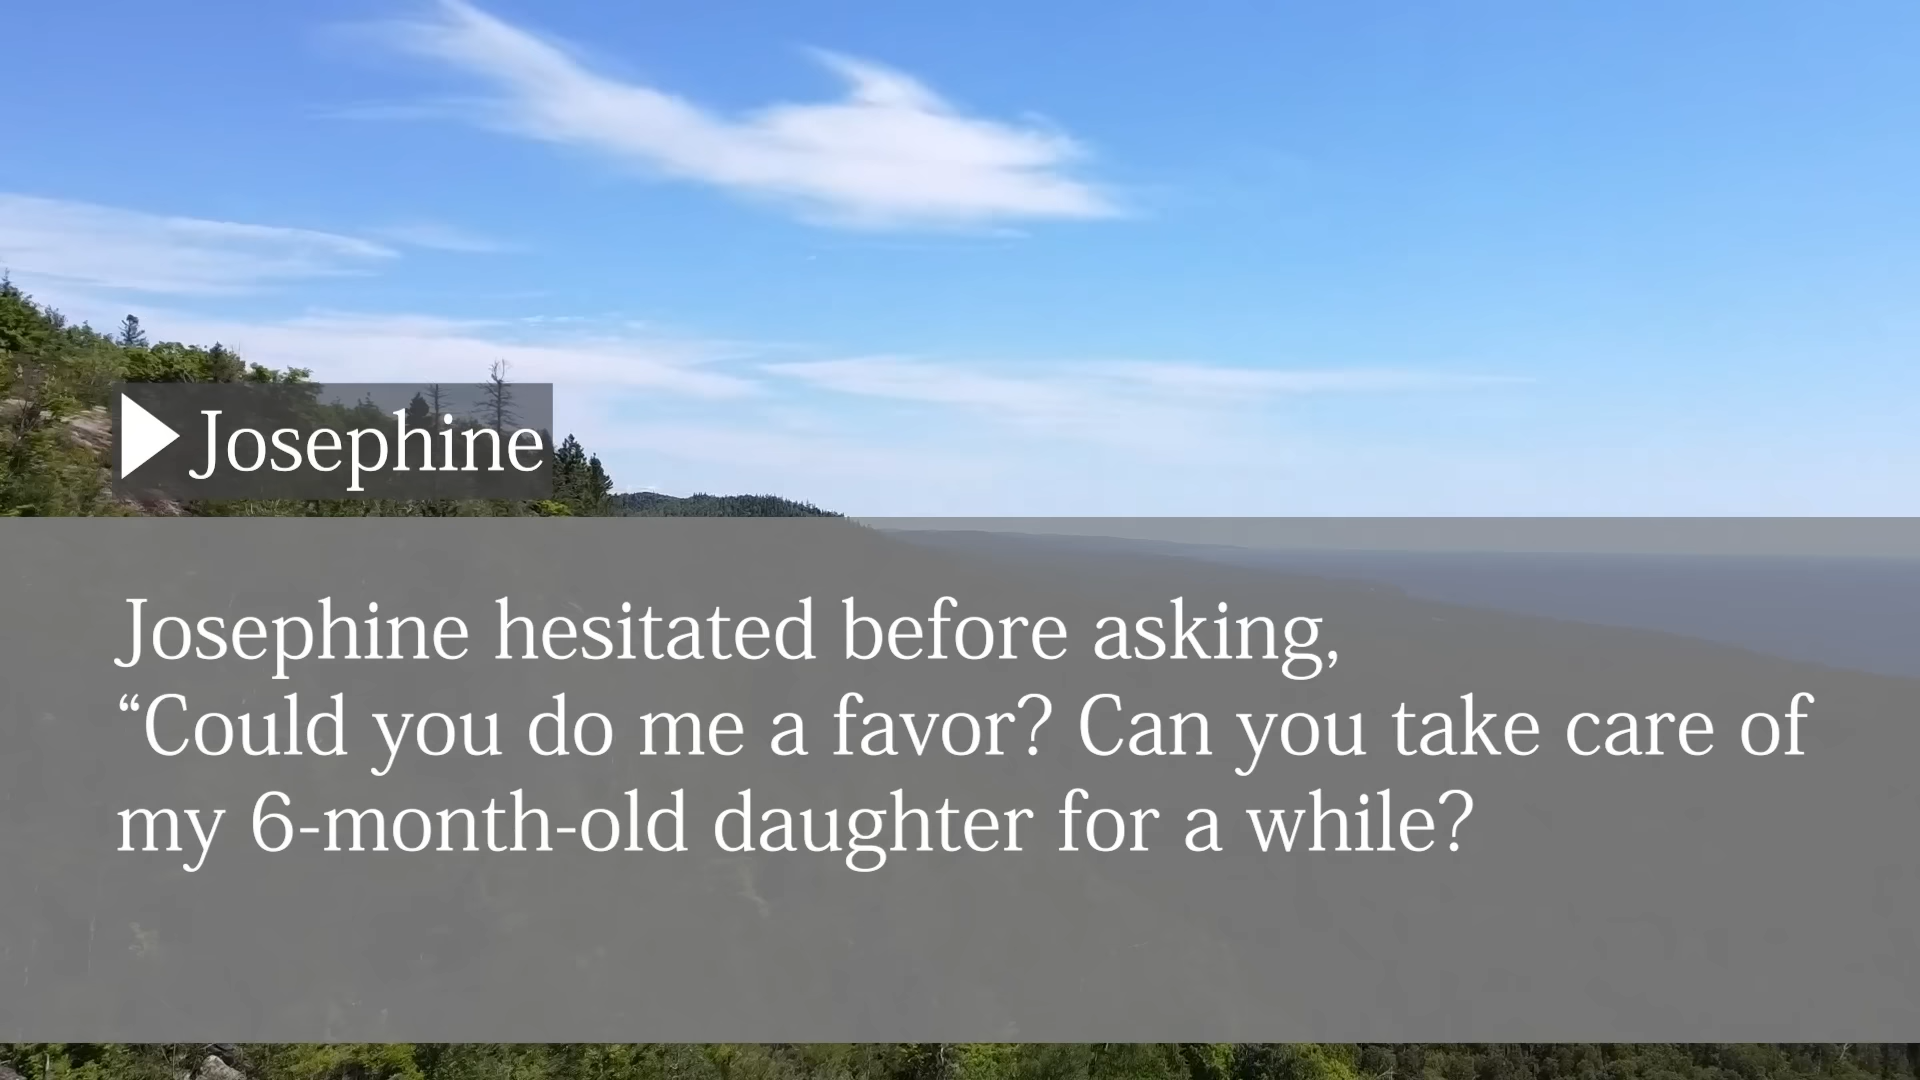 Josephine
Josephine hesitated before asking,
“Could you do me a favor? Can you take care of
my 6-month-old daughter for a while?